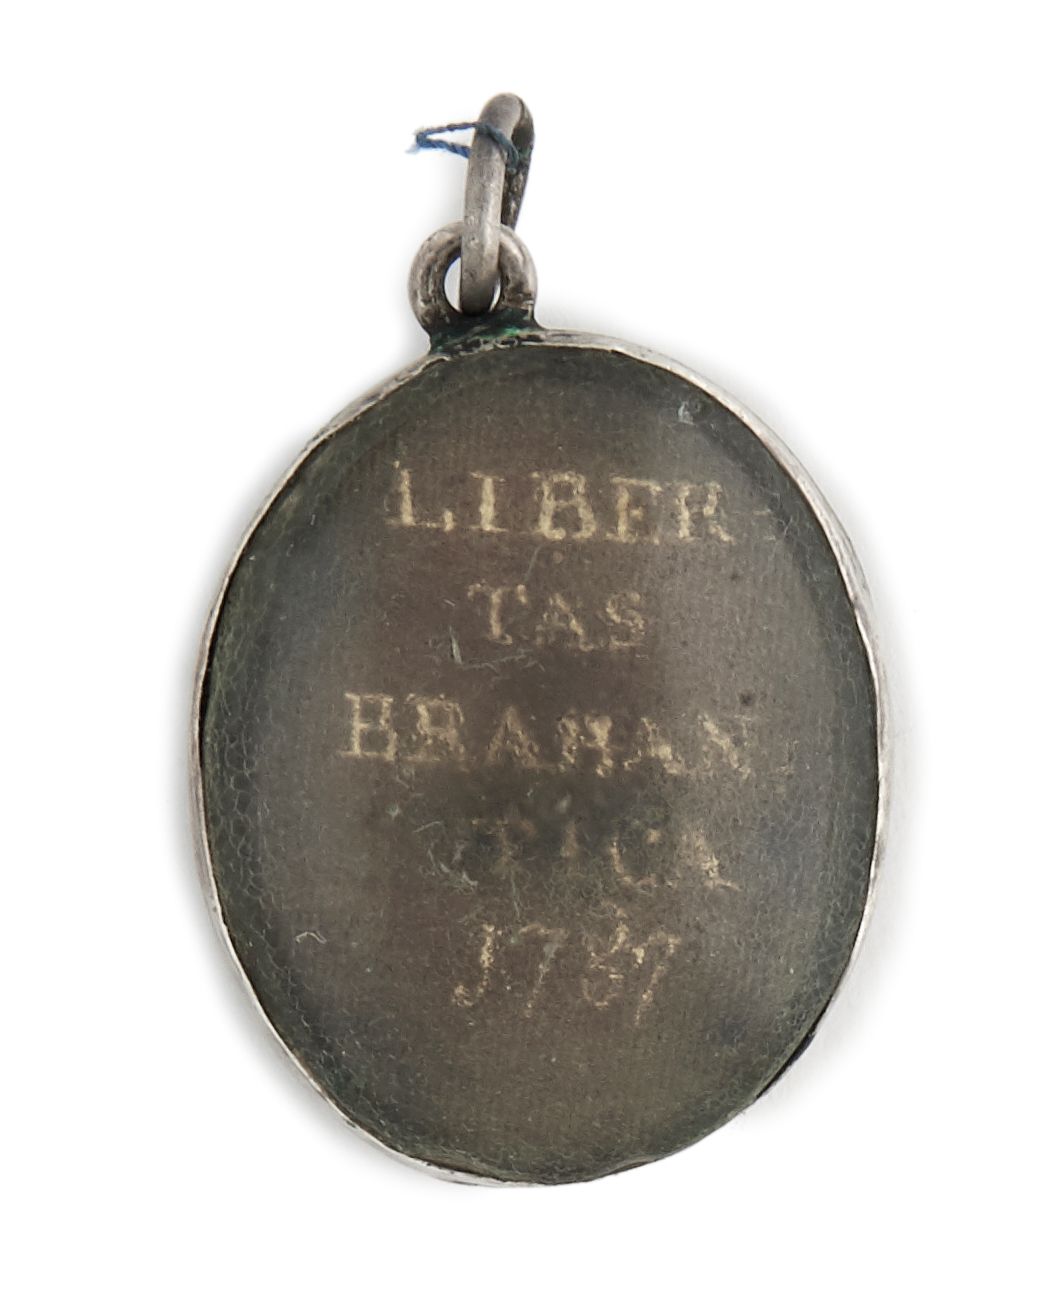 LIBER-
TAS
BRABAN
TICA
1787